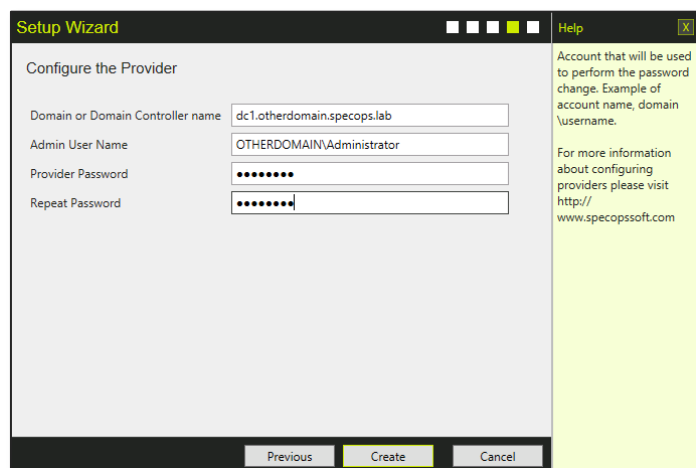 Setup Wizard
Help
X
Configure the Provider
Domain or Domain Controller name
dc1.otherdomain.specops.lab
Admin User Name
OTHERDOMAIN\Administrator
Provider Password
●●●●●●●●
Repeat Password
●●●●●●●●
Previous
Create
Cancel
Account that will be used
to perform the password
change. Example of
account name, domain
\username.
For more information
about configuring
providers please visit
http://
www.specopssoft.com